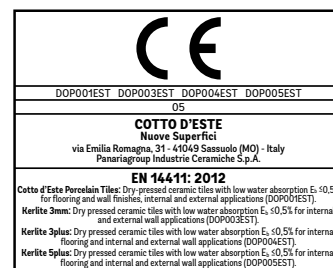 CE
DOP001EST DOP003EST DOP004EST DOP005EST
05
COTTO D'ESTE
Nuove Superfici
via Emilia Romagna, 31 - 41049 Sassuolo (MO) - Italy
Panariagroup Industrie Ceramiche S.p.A.
EN 14411: 2012
Cotto d'Este Porcelain Tiles: Dry-pressed ceramic tiles with low water absorption Eb ≤0,5
for flooring and wall finishes, internal and external applications (DOP001EST).
Kerlite 3mm: Dry pressed ceramic tiles with low water absorption Eb ≤0,5% for internal
and external wall applications (DOP003EST).
Kerlite 3plus: Dry pressed ceramic tiles with low water absorption Eb ≤0,5% for internal
flooring and internal and external wall applications (DOP004EST).
Kerlite 5plus: Dry pressed ceramic tiles with low water absorption Eb ≤0,5% for internal
flooring and internal and external wall applications (DOP005EST).